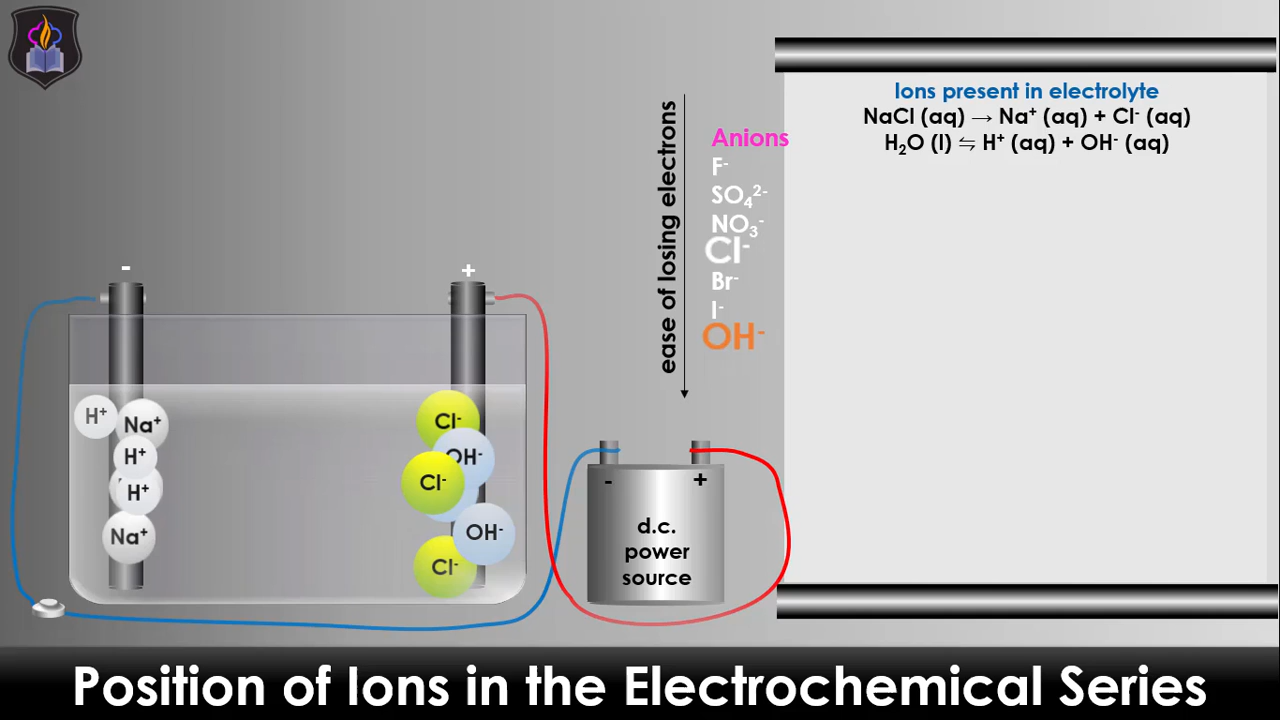 Ions present in electrolyte
NaCl (aq) → Na⁺ (aq) + Cl⁻ (aq)
H₂O (l) ⇋ H⁺ (aq) + OH⁻ (aq)
ease of losing electrons
Anions
F⁻
SO₄²⁻
NO₃⁻
Cl⁻
Br⁻
I⁻
OH⁻
-
+
H⁺
Na⁺
H⁺
H⁺
Na⁺
Cl⁻
OH⁻
Cl⁻
OH⁻
Cl⁻
- +
d.c.
power
source
Position of Ions in the Electrochemical Series